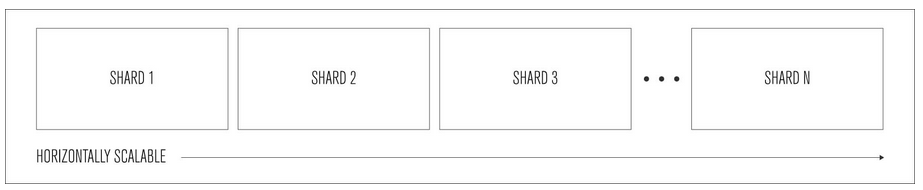 SHARD 1 SHARD 2 SHARD 3 ••• SHARD N
HORIZONTALLY SCALABLE